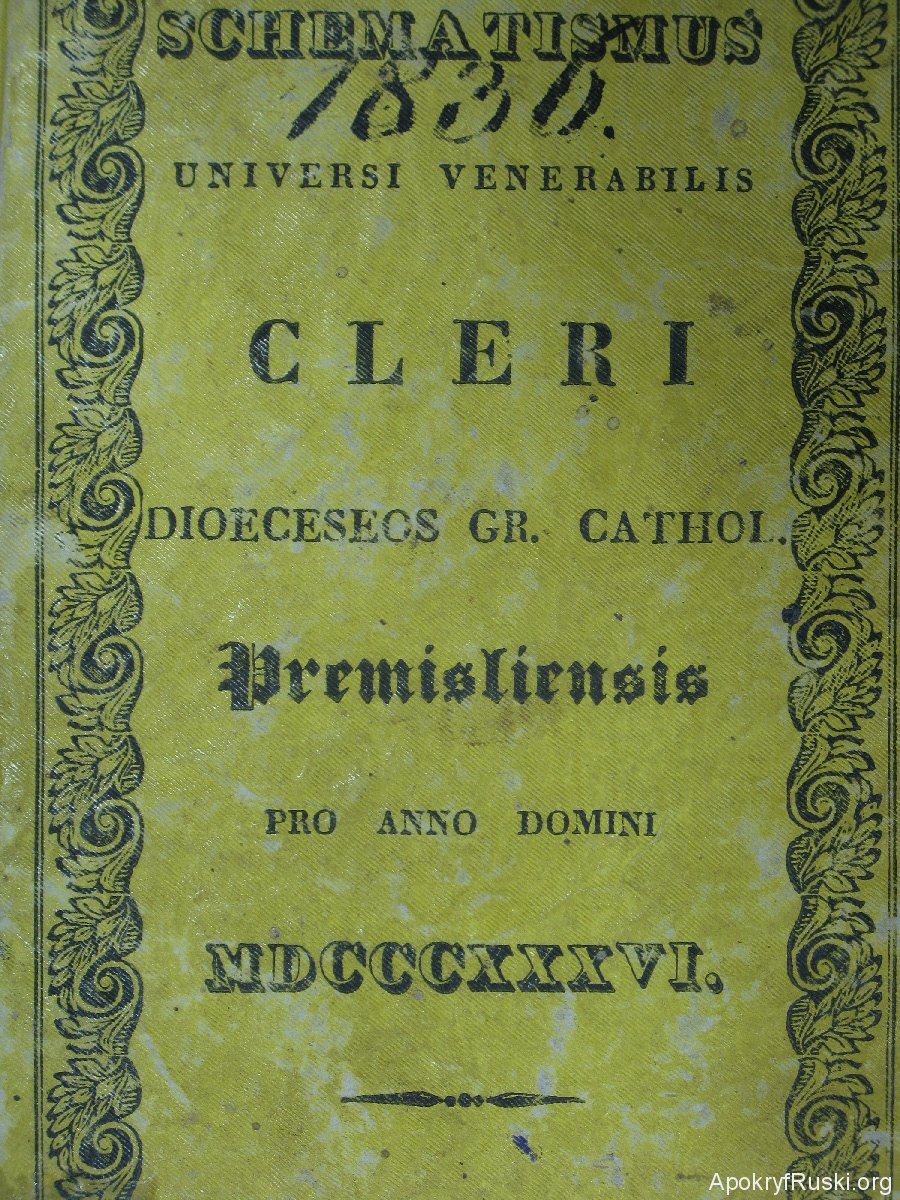 SCHEMATISMUS
1836.
UNIVERSI VENERABILIS
CLERI
DIOECESEOS GR. CATHOL.
Premisliensis
PRO ANNO DOMINI
MDCCCXXXVI.
ApokryfRuski.org